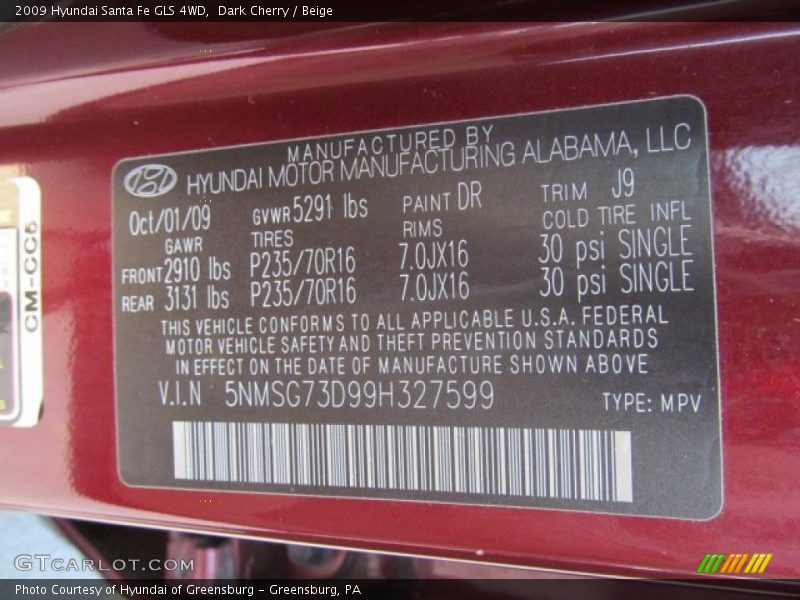 2009 Hyundai Santa Fe GLS 4WD,  Dark Cherry / Beige
MANUFACTURED BY
HYUNDAI MOTOR MANUFACTURING ALABAMA, LLC
Oct/01/09 GVWR 5291 lbs PAINT DR TRIM J9
GAWR TIRES RIMS COLD TIRE INFL
FRONT 2910 lbs P235/70R16 7.0JX16 30 psi SINGLE
REAR 3131 lbs P235/70R16 7.0JX16 30 psi SINGLE
THIS VEHICLE CONFORMS TO ALL APPLICABLE U.S.A. FEDERAL
MOTOR VEHICLE SAFETY AND THEFT PREVENTION STANDARDS
IN EFFECT ON THE DATE OF MANUFACTURE SHOWN ABOVE
V.I.N 5NMSG73D99H327599 TYPE: MPV
CM-CC5
GTCARLOT.COM
Photo Courtesy of Hyundai of Greensburg - Greensburg, PA